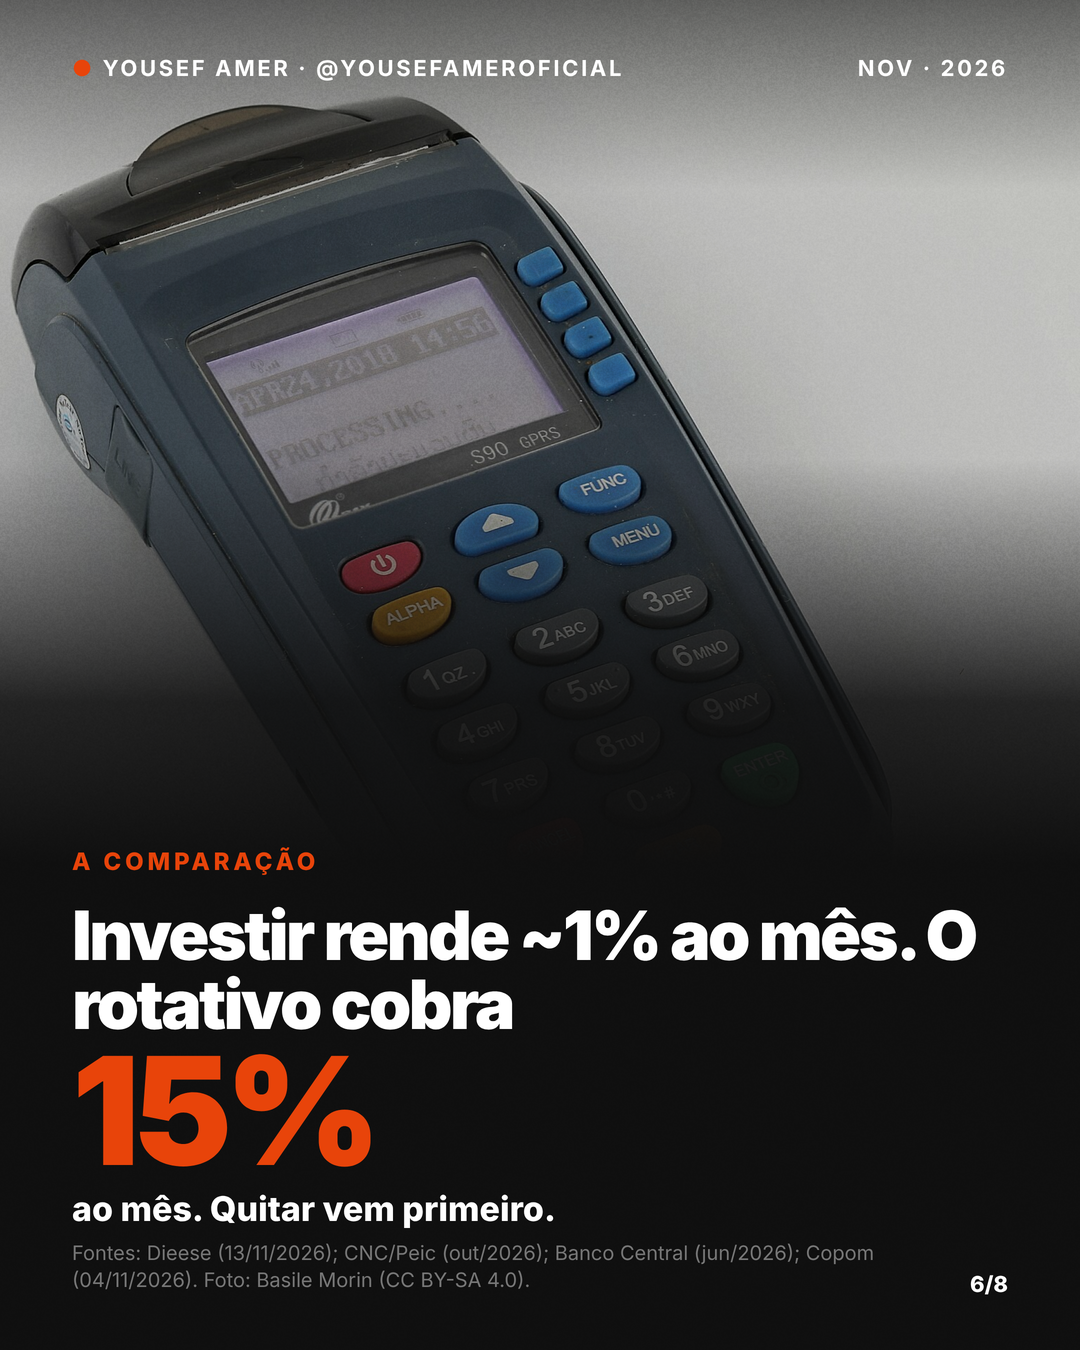 YOUSEF AMER · @YOUSEFAMEROFICIAL
NOV · 2026
APR24,2018 14:56
PROCESSING...
S90 GPRS
FUNC
MENU
ALPHA
1 QZ.
2 ABC
3 DEF
4 GHI
5 JKL
6 MNO
7 PRS
8 TUV
9 WXY
0
ENTER
A COMPARAÇÃO
Investir rende ~1% ao mês. O
rotativo cobra
15%
ao mês. Quitar vem primeiro.
Fontes: Dieese (13/11/2026); CNC/Peic (out/2026); Banco Central (jun/2026); Copom
(04/11/2026). Foto: Basile Morin (CC BY-SA 4.0).
6/8